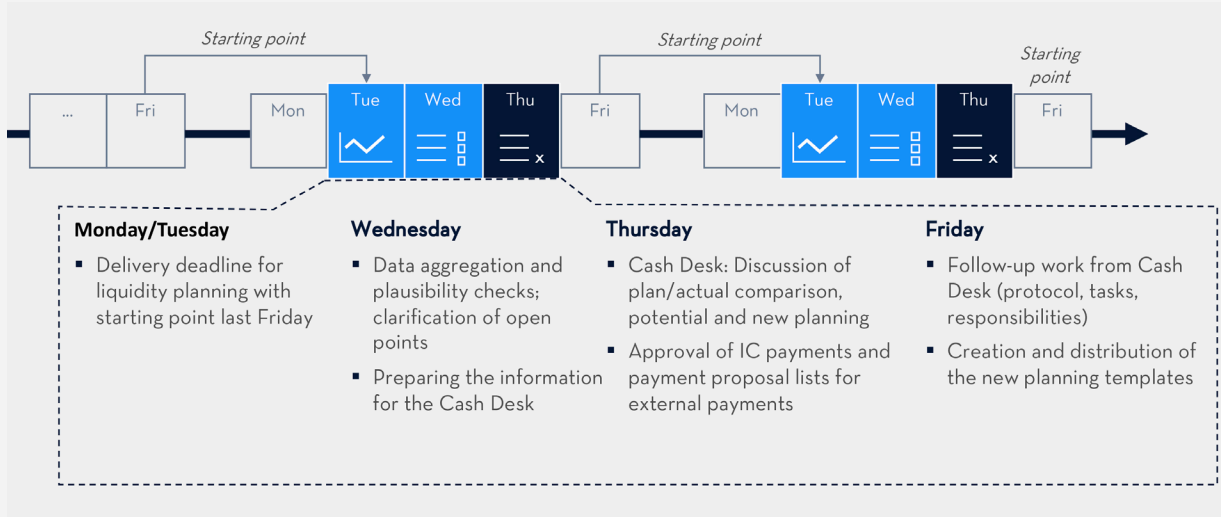 Starting point
Starting point
Starting
point
...
Fri
Mon
Tue
Wed
Thu
Fri
Mon
Tue
Wed
Thu
Fri
x
x
Monday/Tuesday
▪ Delivery deadline for
liquidity planning with
starting point last Friday
Wednesday
▪ Data aggregation and
plausibility checks;
clarification of open
points
▪ Preparing the information
for the Cash Desk
Thursday
▪ Cash Desk: Discussion of
plan/actual comparison,
potential and new planning
▪ Approval of IC payments and
payment proposal lists for
external payments
Friday
▪ Follow-up work from Cash
Desk (protocol, tasks,
responsibilities)
▪ Creation and distribution of
the new planning templates